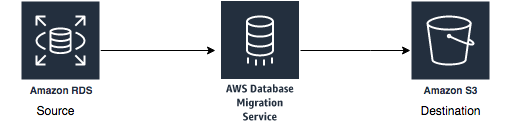 Amazon RDS
Source
AWS Database
Migration
Service
Amazon S3
Destination